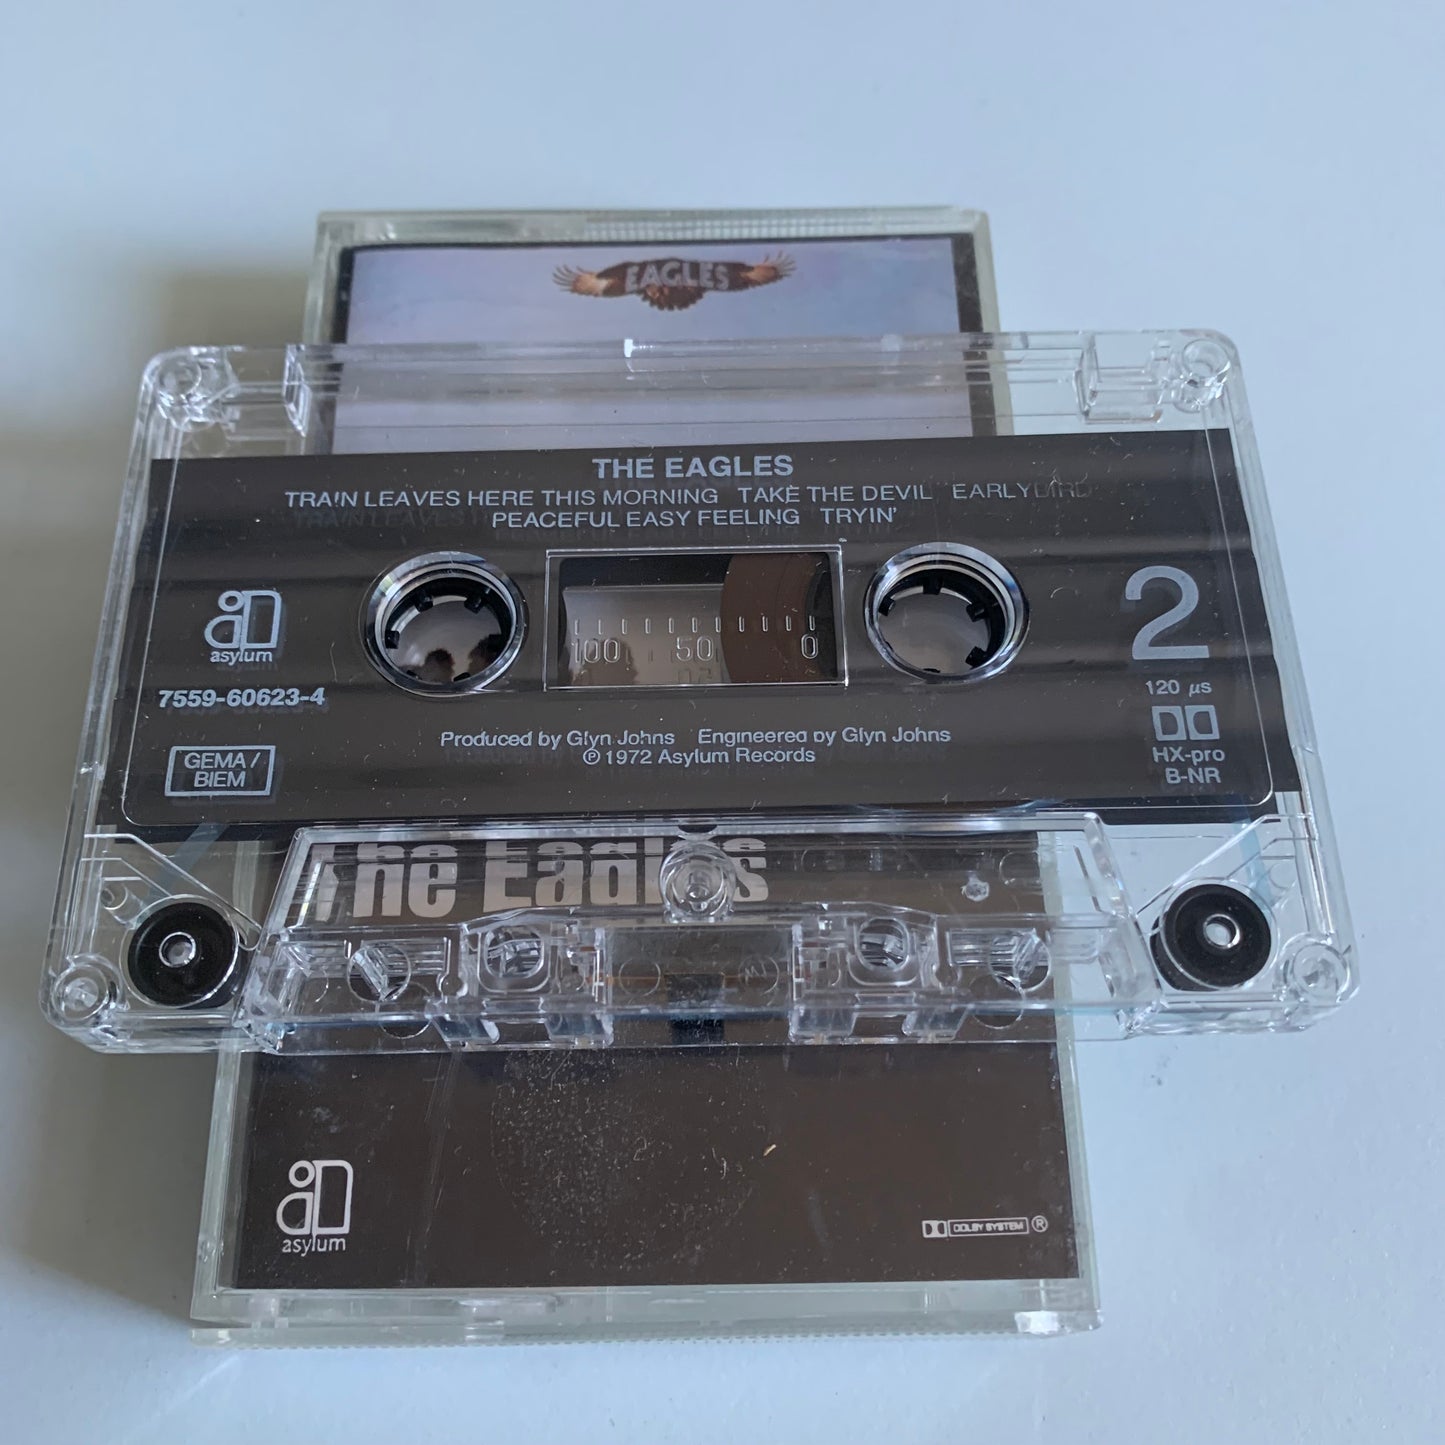 EAGLES
THE EAGLES
TRAIN LEAVES HERE THIS MORNING TAKE THE DEVIL EARLYBIRD
PEACEFUL EASY FEELING TRYIN'
asylum
7559-60623-4
GEMA/
BIEM
100 50 0
2
120 µs
HX-pro
B-NR
Produced by Glyn Johns Engineered by Glyn Johns
℗ 1972 Asylum Records
The Eagles
asylum
DOLBY SYSTEM ®